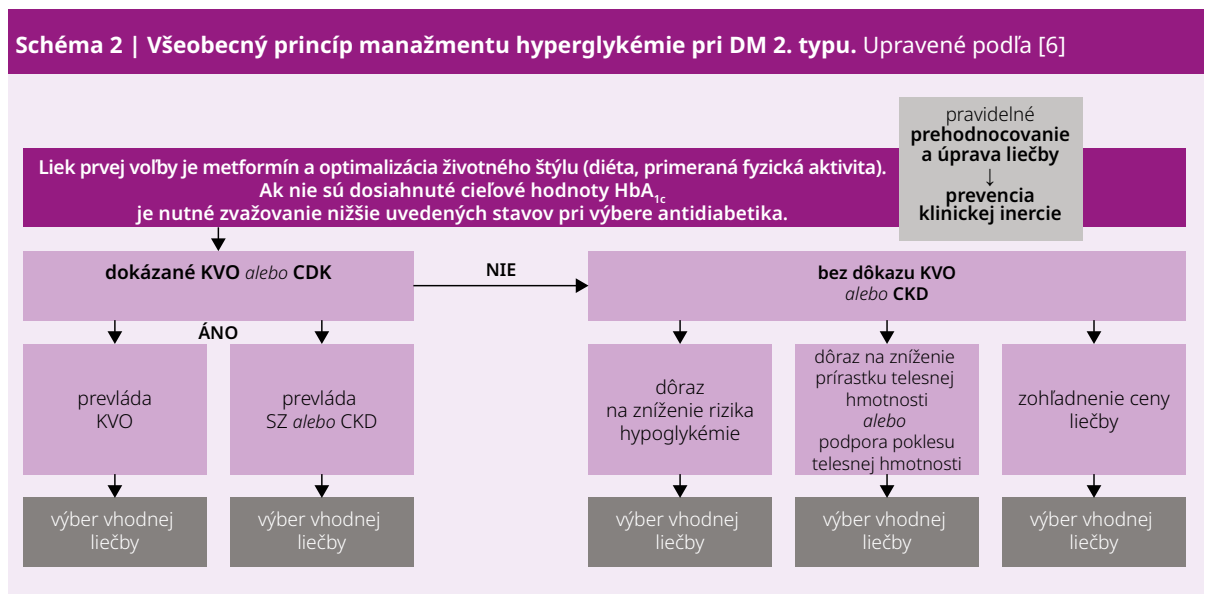 Schéma 2 | Všeobecný princíp manažmentu hyperglykémie pri DM 2. typu. Upravené podľa [6]
pravidelné
prehodnocovanie
a úprava liečby
↓
prevencia
klinickej inercie
Liek prvej voľby je metformín a optimalizácia životného štýlu (diéta, primeraná fyzická aktivita).
Ak nie sú dosiahnuté cieľové hodnoty HbA1c
je nutné zvažovanie nižšie uvedených stavov pri výbere antidiabetika.
dokázané KVO alebo CDK
NIE
bez dôkazu KVO
alebo CKD
ÁNO
prevláda
KVO
prevláda
SZ alebo CKD
dôraz
na zníženie rizika
hypoglykémie
dôraz na zníženie
prírastku telesnej
hmotnosti
alebo
podpora poklesu
telesnej hmotnosti
zohľadnenie ceny
liečby
výber vhodnej
liečby
výber vhodnej
liečby
výber vhodnej
liečby
výber vhodnej
liečby
výber vhodnej
liečby